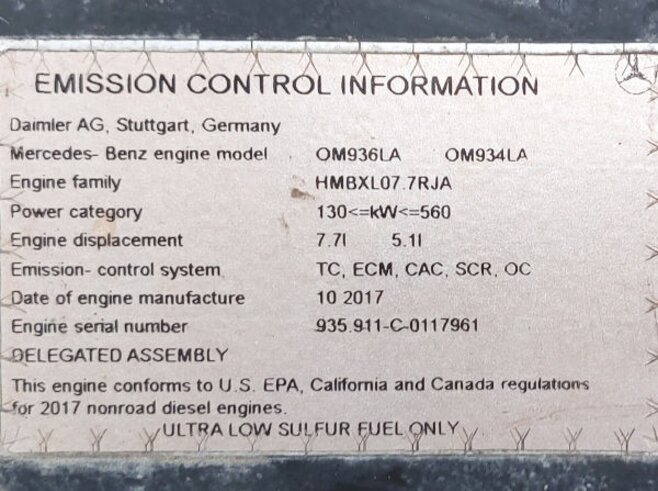 EMISSION CONTROL INFORMATION
Daimler AG, Stuttgart, Germany
Mercedes- Benz engine model OM936LA OM934LA
Engine family HMBXL07.7RJA
Power category 130<=kW<=560
Engine displacement 7.7l 5.1l
Emission- control system TC, ECM, CAC, SCR, OC
Date of engine manufacture 10 2017
Engine serial number 935.911-C-0117961
DELEGATED ASSEMBLY
This engine conforms to U.S. EPA, California and Canada regulations
for 2017 nonroad diesel engines.
ULTRA LOW SULFUR FUEL ONLY